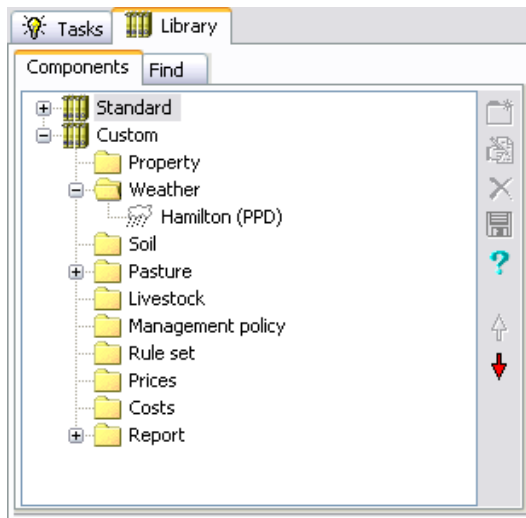 Tasks Library
Components Find
Standard
Custom
Property
Weather
Hamilton (PPD)
Soil
Pasture
Livestock
Management policy
Rule set
Prices
Costs
Report